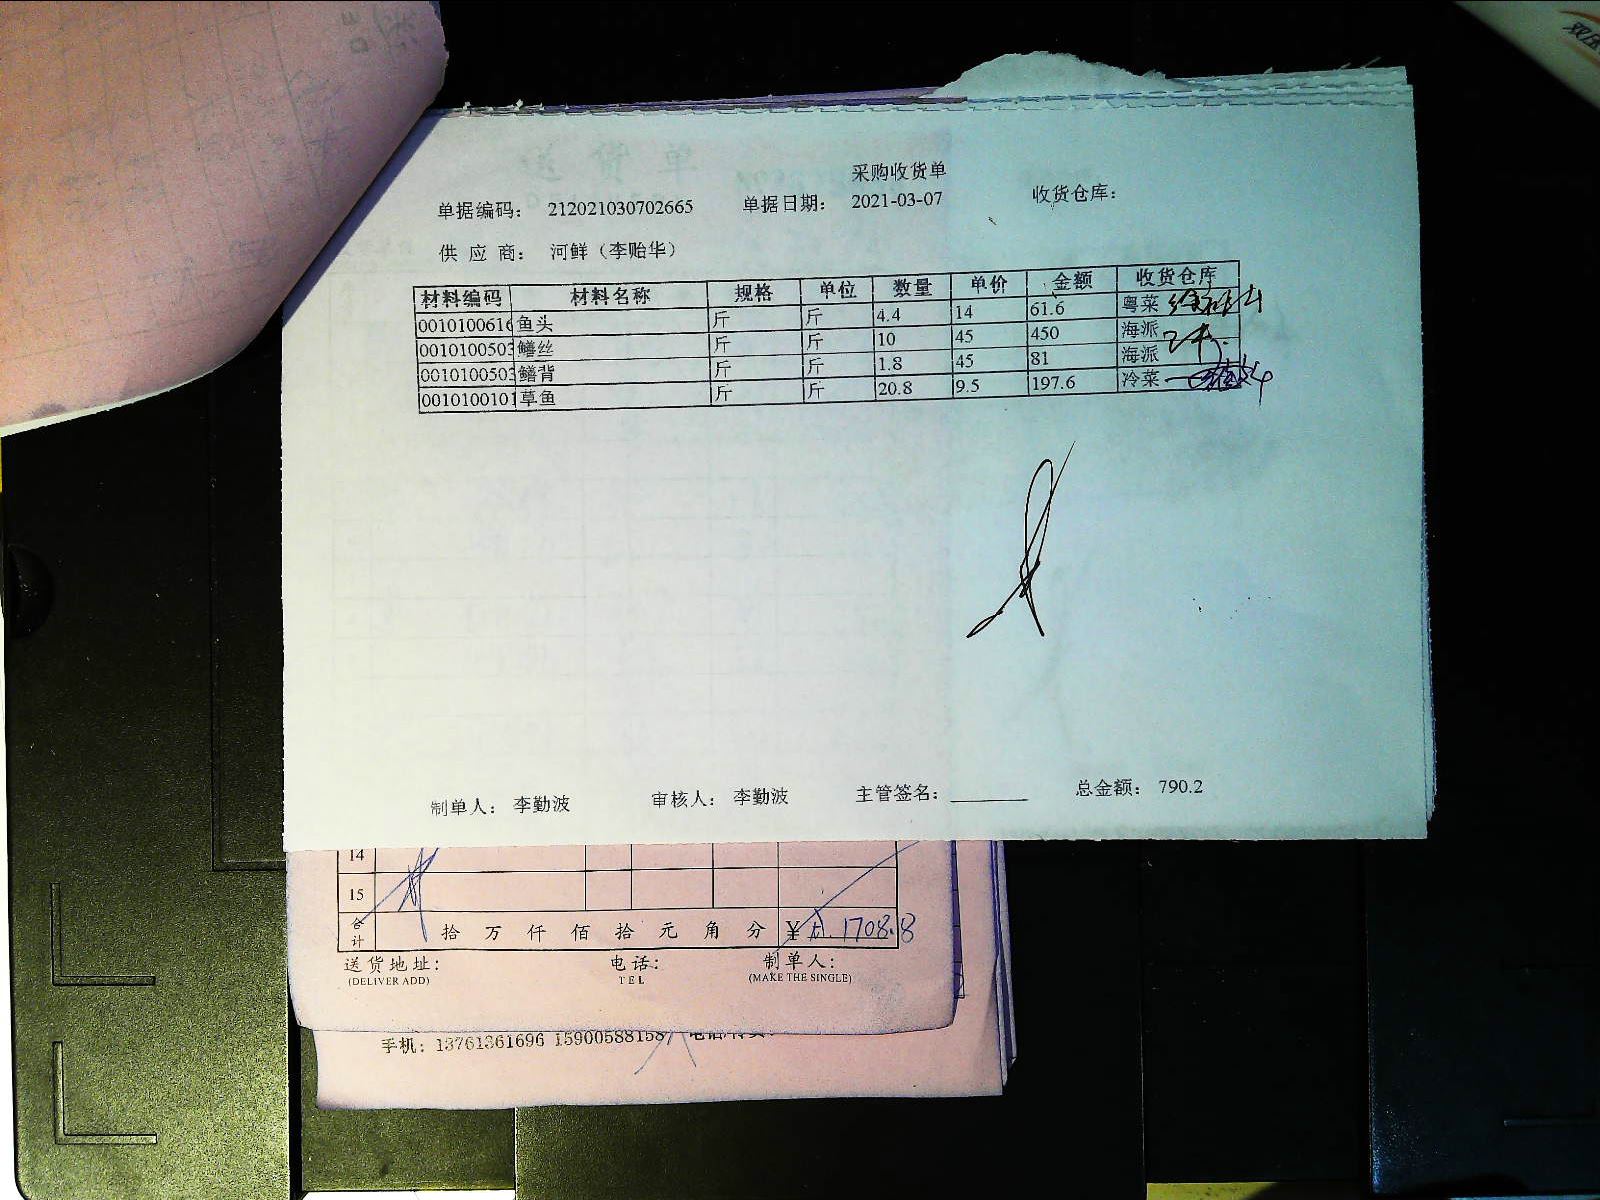 采购收货单
单据编码： 212021030702665 单据日期： 2021-03-07 收货仓库：
供 应 商： 河鲜（李贻华）
材料编码 材料名称 规格 单位 数量 单价 金额 收货仓库
0010100616 鱼头 斤 斤 4.4 14 61.6 粤菜
0010100503 鳝丝 斤 斤 10 45 450 海派
0010100503 鳝背 斤 斤 1.8 45 81 海派
0010100101 草鱼 斤 斤 20.8 9.5 197.6 冷菜
制单人： 李勤波 审核人： 李勤波 主管签名： 总金额： 790.2
14
15
合计 拾 万 仟 佰 拾 元 角 分 ¥ 1708.8
送货地址： 电话： 制单人：
(DELIVER ADD) TEL (MAKE THE SINGLE)
手机：13761361696 15900588158